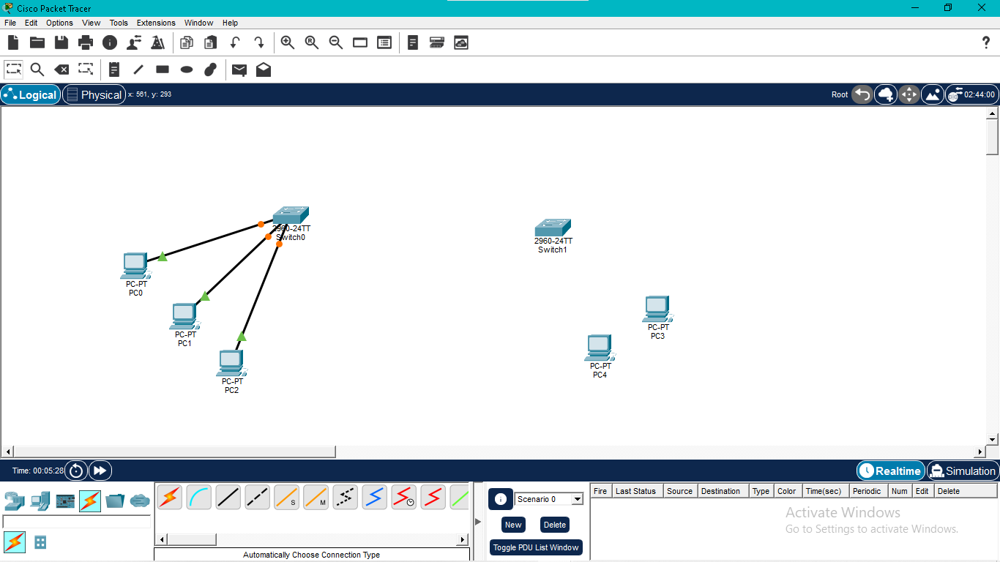 Cisco Packet Tracer
File Edit Options View Tools Extensions Window Help
?
Logical Physical x: 561, y: 293 Root 02:44:00
2960-24TT
Switch0
2960-24TT
Switch1
PC-PT
PC0
PC-PT
PC3
PC-PT
PC1
PC-PT
PC4
PC-PT
PC2
Time: 00:05:28 Realtime Simulation
S M
Scenario 0
New Delete
Toggle PDU List Window
Fire Last Status Source Destination Type Color Time(sec) Periodic Num Edit Delete
Activate Windows
Go to Settings to activate Windows.
Automatically Choose Connection Type